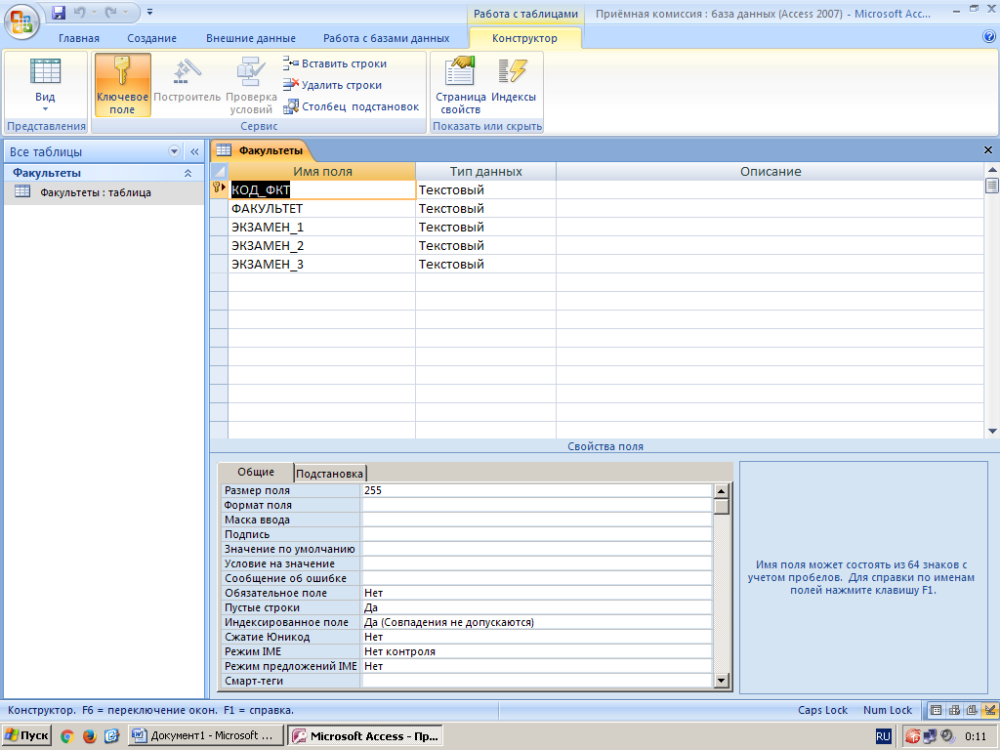 Работа с таблицами
Приёмная комиссия : база данных (Access 2007) - Microsoft Acc...
Главная
Создание
Внешние данные
Работа с базами данных
Конструктор
Вид
Ключевое поле
Построитель
Проверка условий
Вставить строки
Удалить строки
Столбец подстановок
Страница свойств
Индексы
Представления
Сервис
Показать или скрыть
Все таблицы
Факультеты
Факультеты : таблица
Факультеты
Имя поля
Тип данных
Описание
КОД_ФКТ Текстовый
ФАКУЛЬТЕТ Текстовый
ЭКЗАМЕН_1 Текстовый
ЭКЗАМЕН_2 Текстовый
ЭКЗАМЕН_3 Текстовый
Свойства поля
Общие
Подстановка
Размер поля 255
Формат поля
Маска ввода
Подпись
Значение по умолчанию
Условие на значение
Сообщение об ошибке
Обязательное поле Нет
Пустые строки Да
Индексированное поле Да (Совпадения не допускаются)
Сжатие Юникод Нет
Режим IME Нет контроля
Режим предложений IME Нет
Смарт-теги
Имя поля может состоять из 64 знаков с
учетом пробелов. Для справки по именам
полей нажмите клавишу F1.
Конструктор. F6 = переключение окон. F1 = справка.
Caps Lock
Num Lock
Пуск
Документ1 - Microsoft ...
Microsoft Access - Пр...
RU
0:11